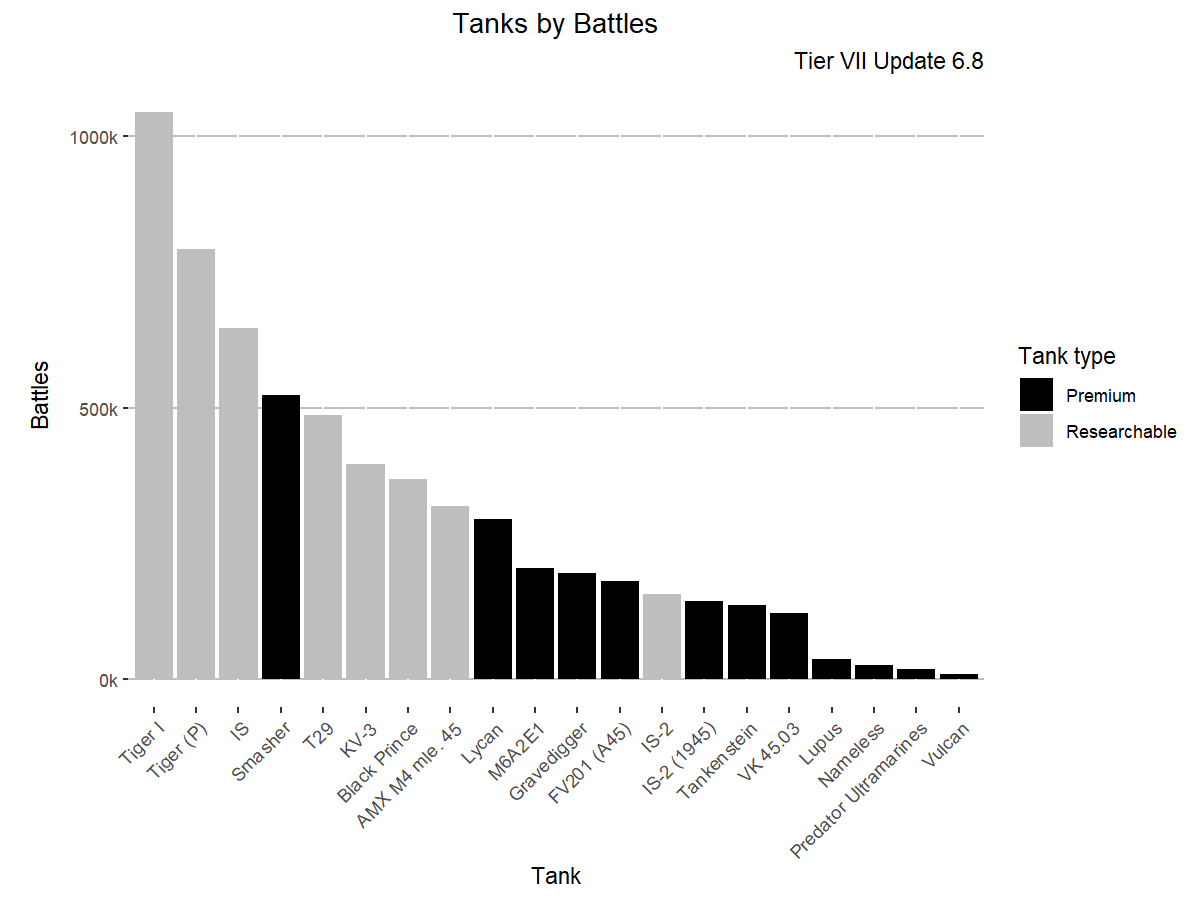 Tanks by Battles
Tier VII Update 6.8
1000k
500k
0k
Battles
Tiger I
Tiger (P)
IS
Smasher
T29
KV-3
Black Prince
AMX M4 mle. 45
Lycan
M6A2E1
Gravedigger
FV201 (A45)
IS-2
IS-2 (1945)
Tankenstein
VK 45.03
Lupus
Nameless
Predator Ultramarines
Vulcan
Tank
Tank type
Premium
Researchable